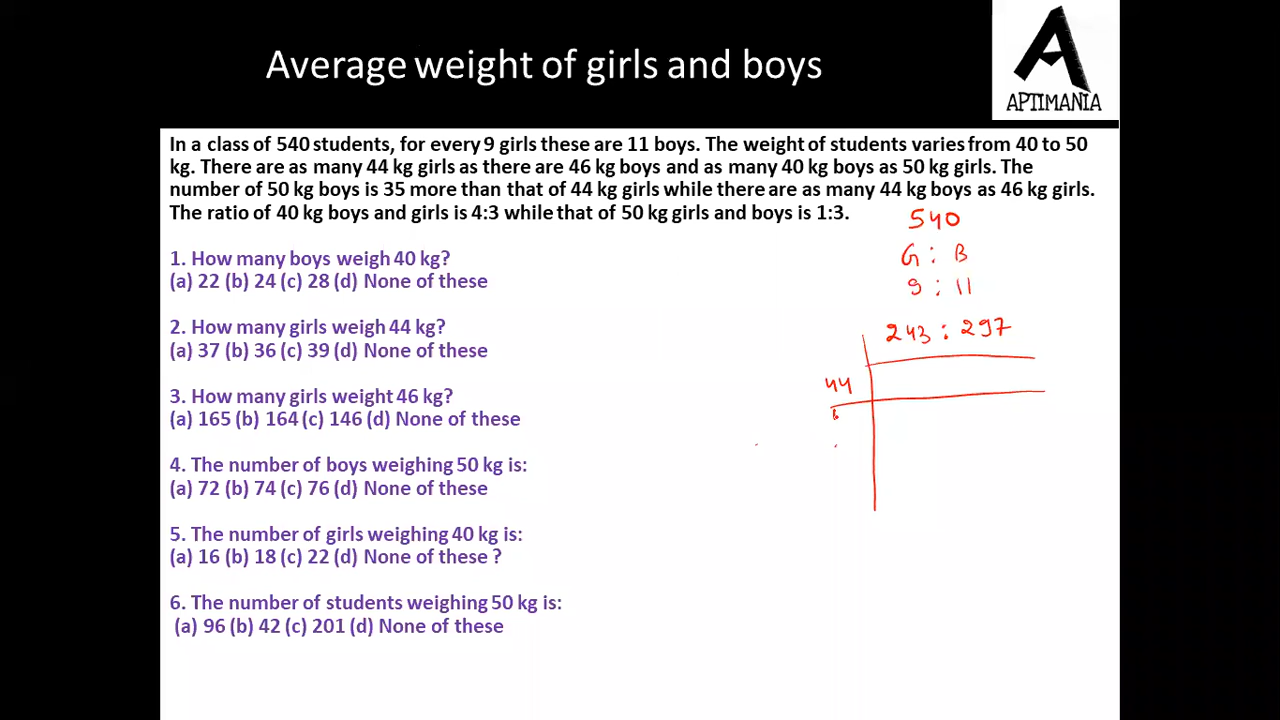 Average weight of girls and boys
A
APTIMANIA
In a class of 540 students, for every 9 girls these are 11 boys. The weight of students varies from 40 to 50
kg. There are as many 44 kg girls as there are 46 kg boys and as many 40 kg boys as 50 kg girls. The
number of 50 kg boys is 35 more than that of 44 kg girls while there are as many 44 kg boys as 46 kg girls.
The ratio of 40 kg boys and girls is 4:3 while that of 50 kg girls and boys is 1:3.
1. How many boys weigh 40 kg?
(a) 22 (b) 24 (c) 28 (d) None of these
2. How many girls weigh 44 kg?
(a) 37 (b) 36 (c) 39 (d) None of these
3. How many girls weight 46 kg?
(a) 165 (b) 164 (c) 146 (d) None of these
4. The number of boys weighing 50 kg is:
(a) 72 (b) 74 (c) 76 (d) None of these
5. The number of girls weighing 40 kg is:
(a) 16 (b) 18 (c) 22 (d) None of these ?
6. The number of students weighing 50 kg is:
(a) 96 (b) 42 (c) 201 (d) None of these
540
G : B
9 : 11
243 : 297
44